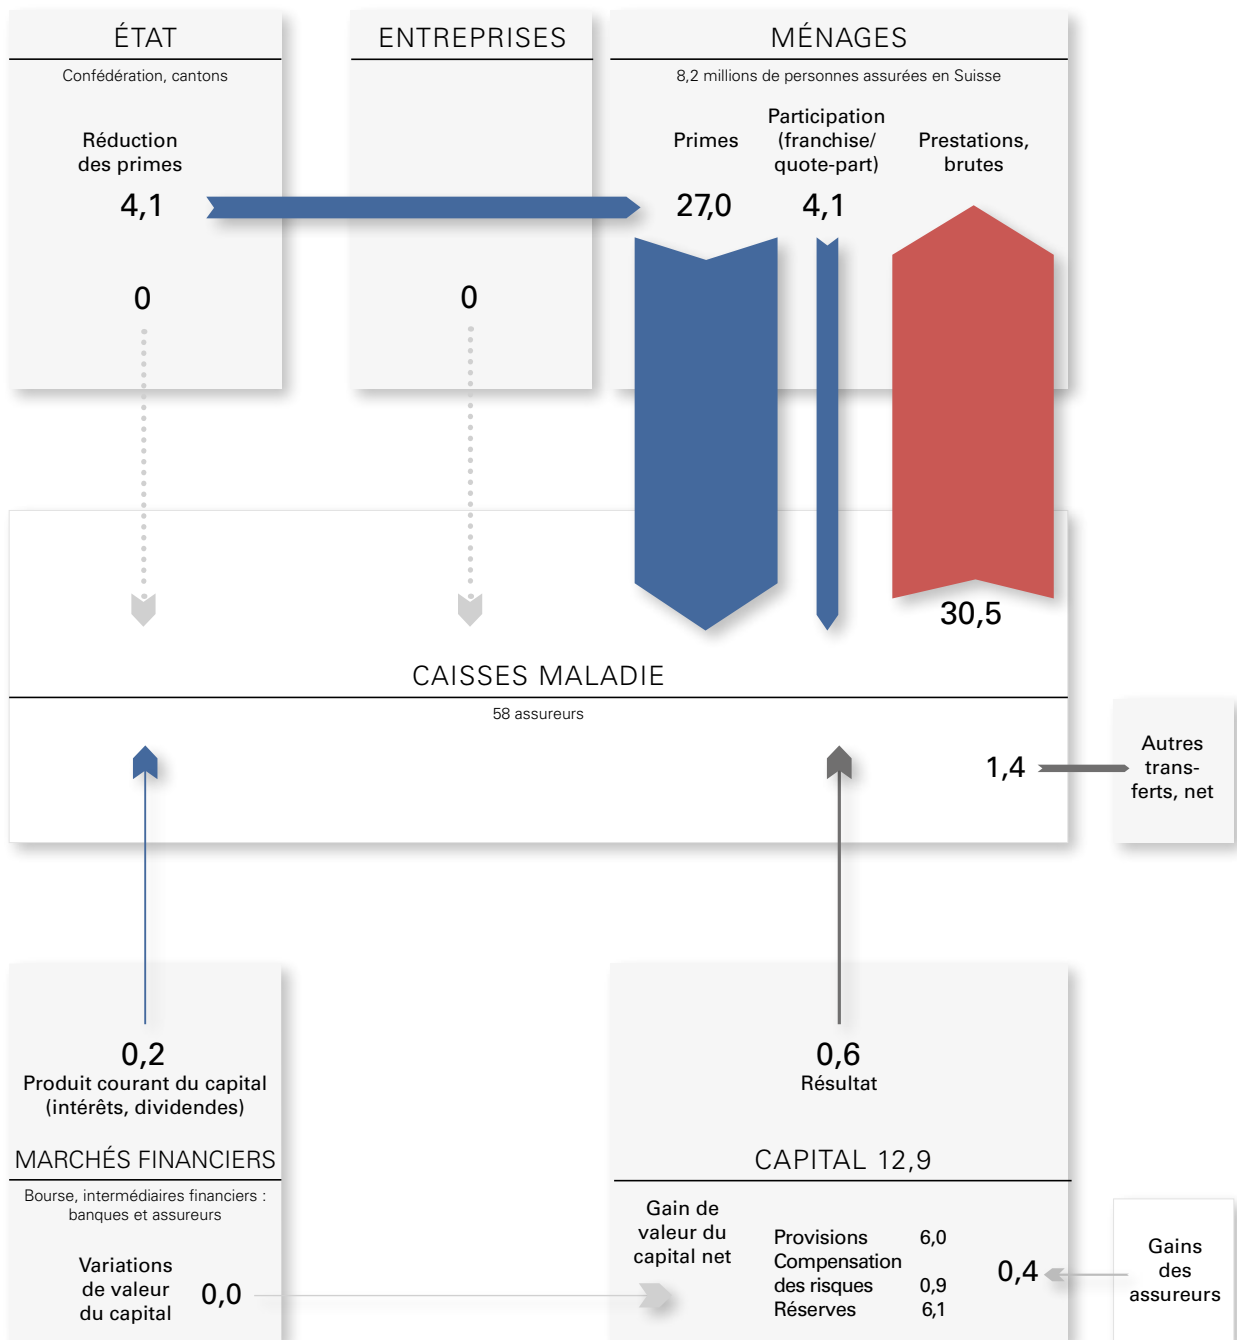 ÉTAT
Confédération, cantons
Réduction
des primes
4,1
0
ENTREPRISES
0
MÉNAGES
8,2 millions de personnes assurées en Suisse
Primes
27,0
Participation
(franchise/
quote-part)
4,1
Prestations,
brutes
30,5
CAISSES MALADIE
58 assureurs
1,4
Autres
trans-
ferts, net
0,2
Produit courant du capital
(intérêts, dividendes)
MARCHÉS FINANCIERS
Bourse, intermédiaires financiers :
banques et assureurs
Variations
de valeur
du capital
0,0
0,6
Résultat
CAPITAL 12,9
Gain de
valeur du
capital net
Provisions 6,0
Compensation
des risques 0,9
Réserves 6,1
0,4
Gains
des
assureurs